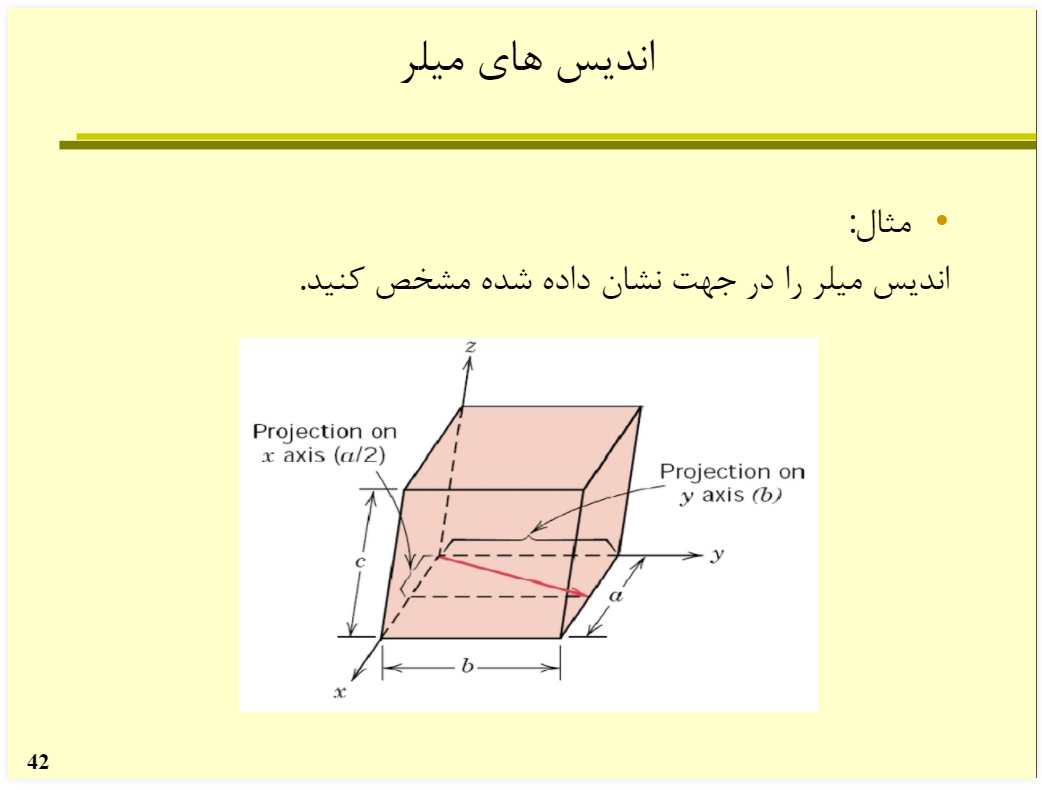 اندیس های میلر
• مثال:
اندیس میلر را در جهت نشان داده شده مشخص کنید.
z
Projection on
x axis (a/2)
Projection on
y axis (b)
c
y
a
b
x
42